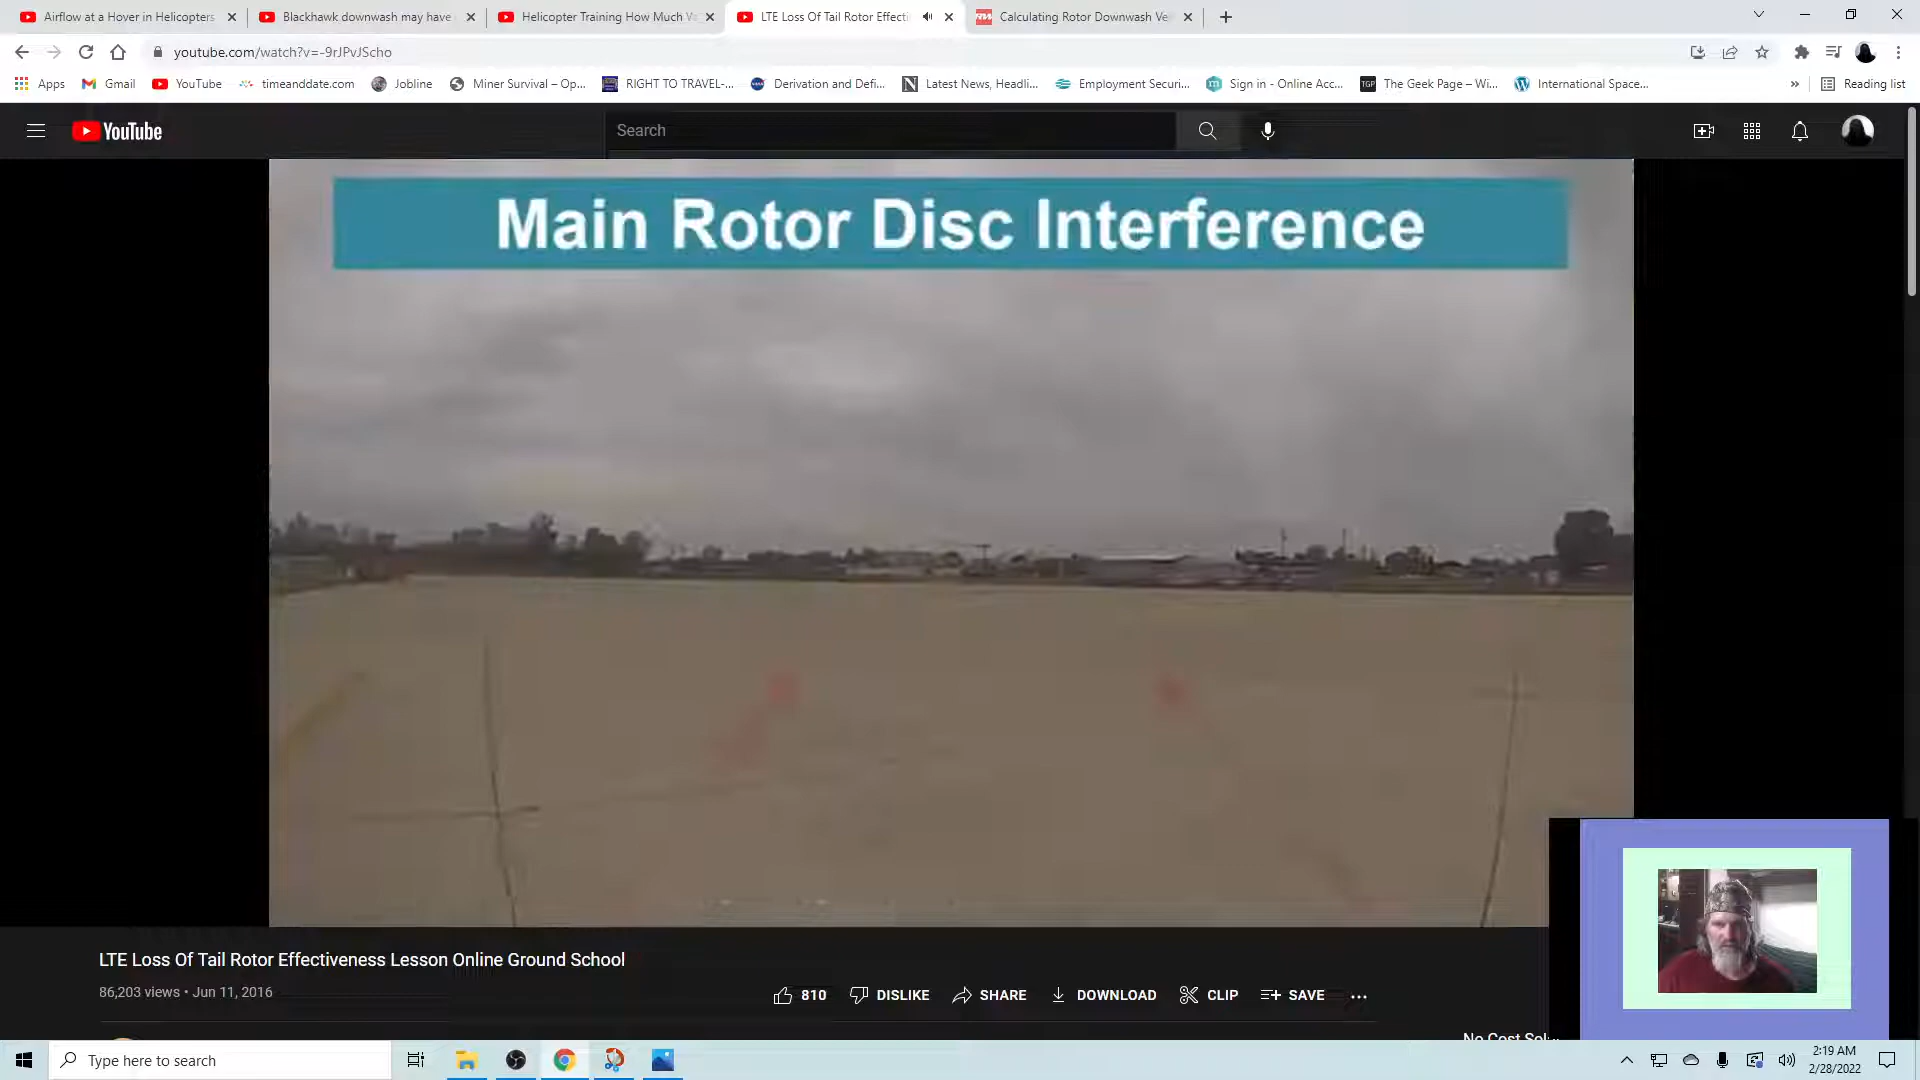 Airflow at a Hover in Helicopters
Blackhawk downwash may have
Helicopter Training How Much V
LTE Loss Of Tail Rotor Effecti
RW Calculating Rotor Downwash Ve
youtube.com/watch?v=-9rJPvJScho
Apps
Gmail
YouTube
timeanddate.com
Jobline
Miner Survival – Op...
RIGHT TO TRAVEL-...
Derivation and Defi...
Latest News, Headli...
Employment Securi...
Sign in - Online Acc...
TGP The Geek Page – Wi...
International Space...
»
Reading list
YouTube
Search
Main Rotor Disc Interference
LTE Loss Of Tail Rotor Effectiveness Lesson Online Ground School
86,203 views • Jun 11, 2016
810
DISLIKE
SHARE
DOWNLOAD
CLIP
SAVE
...
No Cost
Type here to search
2:19 AM
2/28/2022